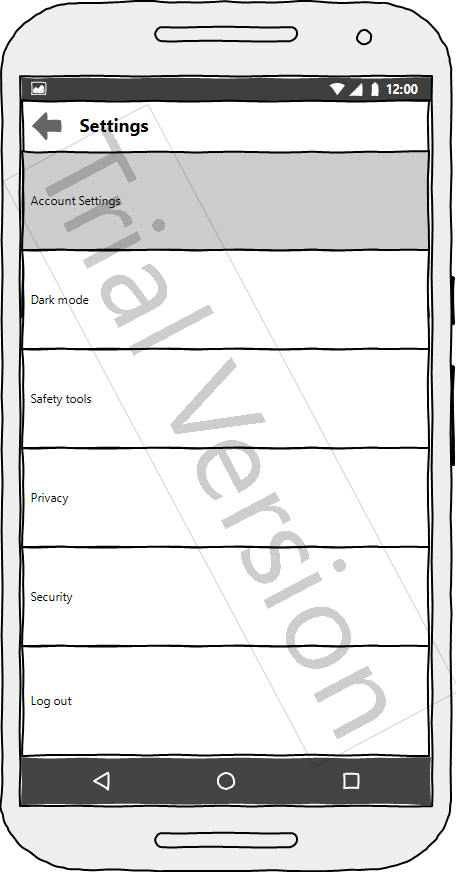 12:00
Settings
Account Settings
Dark mode
Safety tools
Privacy
Security
Log out
Trial Version